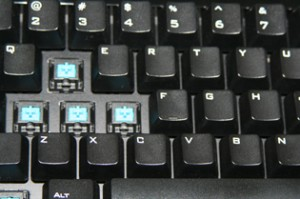 @ # $ % ^ &
2 3 4 5 6 7
Q E R T Y U
F G H
Z X C V B N
ALT